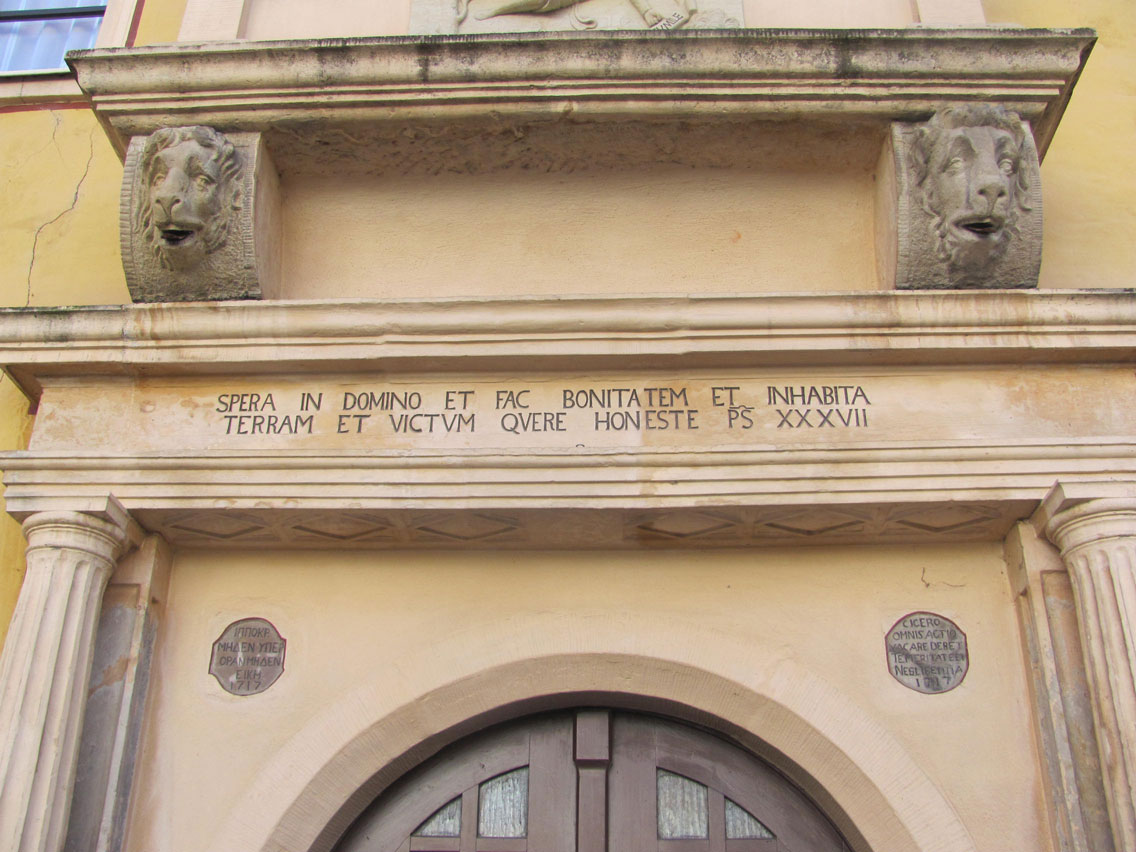 SPERA IN DOMINO ET FAC BONITATEM ET INHABITA
TERRAM ET VICTVM QVERE HONESTE PS XXXVII
ΙΠΠΟΚΡ
ΜΗΔΕΝ ΥΠΕΡ
ΟΡΑΝ ΜΗΔΕΝ
ΕΙΚΗ
1717
CICERO
OMNIS ACTIO
VACARE DEBET
TEMERITATE ET
NEGLIGENTIA
1717